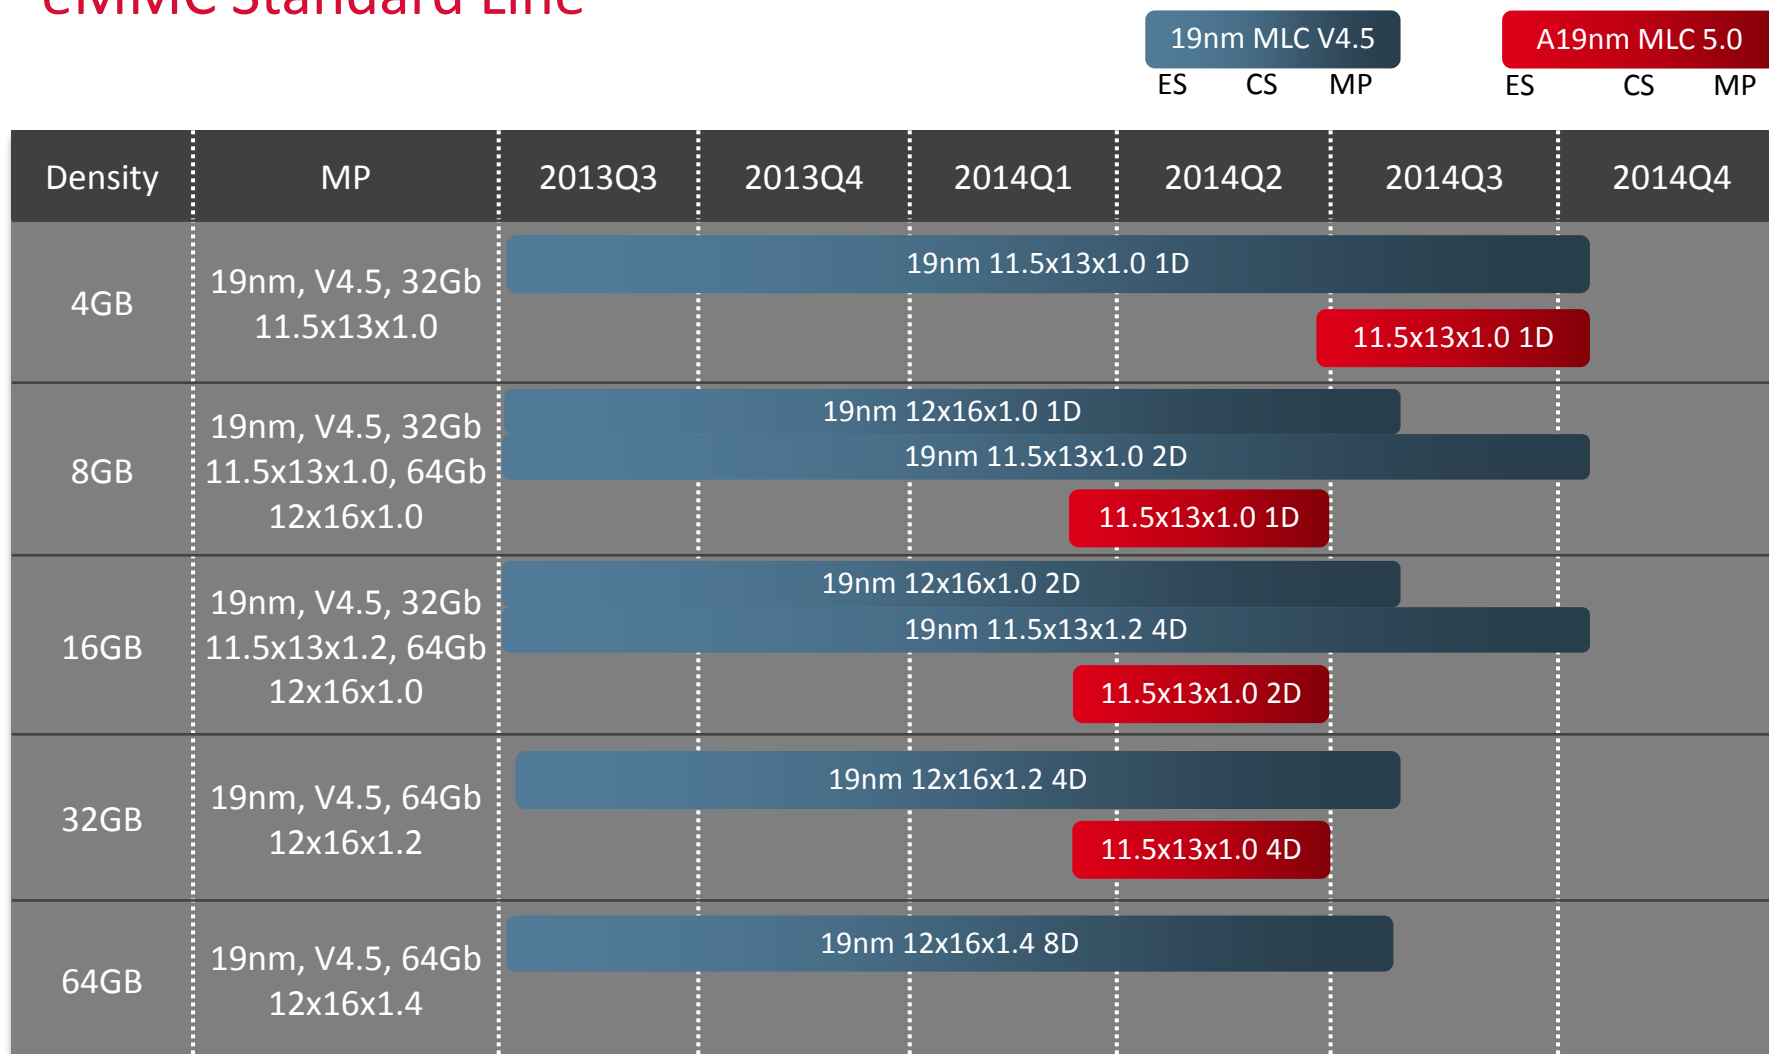 eMMC Standard Line
19nm MLC V4.5
A19nm MLC 5.0
ES CS MP
ES CS MP
Density MP 2013Q3 2013Q4 2014Q1 2014Q2 2014Q3 2014Q4
4GB
19nm, V4.5, 32Gb
11.5x13x1.0
19nm 11.5x13x1.0 1D
11.5x13x1.0 1D
8GB
19nm, V4.5, 32Gb
11.5x13x1.0, 64Gb
12x16x1.0
19nm 12x16x1.0 1D
19nm 11.5x13x1.0 2D
11.5x13x1.0 1D
16GB
19nm, V4.5, 32Gb
11.5x13x1.2, 64Gb
12x16x1.0
19nm 12x16x1.0 2D
19nm 11.5x13x1.2 4D
11.5x13x1.0 2D
32GB
19nm, V4.5, 64Gb
12x16x1.2
19nm 12x16x1.2 4D
11.5x13x1.0 4D
64GB
19nm, V4.5, 64Gb
12x16x1.4
19nm 12x16x1.4 8D